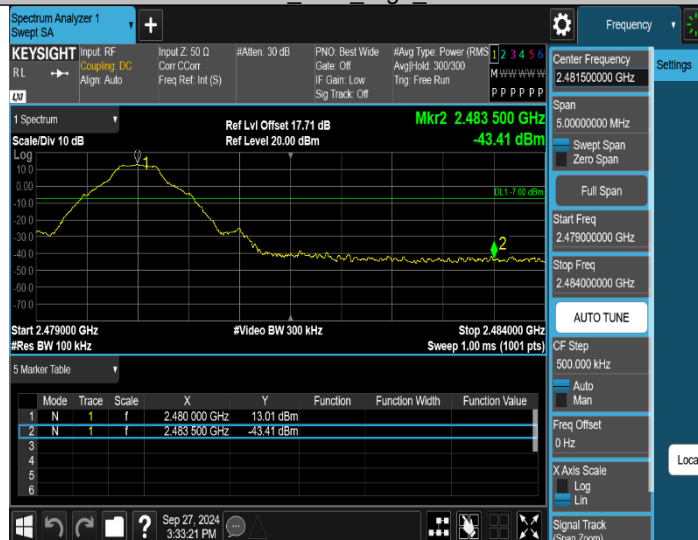 Spectrum Analyzer 1
Swept SA
Frequency
KEYSIGHT
RL
LXI
Input: RF
Coupling: DC
Align: Auto
Input Z: 50 Ω
Corr CCorr
Freq Ref: Int (S)
#Atten: 30 dB
PNO: Best Wide
Gate: Off
IF Gain: Low
Sig Track: Off
#Avg Type: Power (RMS
Avg|Hold: 300/300
Trig: Free Run
1 2 3 4 5 6
M W W W W W
P P P P P P
1 Spectrum
Scale/Div 10 dB
Ref Lvl Offset 17.71 dB
Ref Level 20.00 dBm
Mkr2 2.483 500 GHz
-43.41 dBm
Log
10.0
0.00
-10.0
-20.0
-30.0
-40.0
-50.0
-60.0
-70.0
1
DL1 -7.00 dBm
2
Start 2.479000 GHz
#Res BW 100 kHz
#Video BW 300 kHz
Stop 2.484000 GHz
Sweep 1.00 ms (1001 pts)
5 Marker Table
Mode Trace Scale X Y Function Function Width Function Value
1 N 1 f 2.480 000 GHz 13.01 dBm
2 N 1 f 2.483 500 GHz -43.41 dBm
3
4
5
6
Sep 27, 2024
3:33:21 PM
Center Frequency
2.481500000 GHz
Span
5.00000000 MHz
Swept Span
Zero Span
Full Span
Start Freq
2.479000000 GHz
Stop Freq
2.484000000 GHz
AUTO TUNE
CF Step
500.000 kHz
Auto
Man
Freq Offset
0 Hz
X Axis Scale
Log
Lin
Signal Track
(Span Zoom)
Settings
Loca